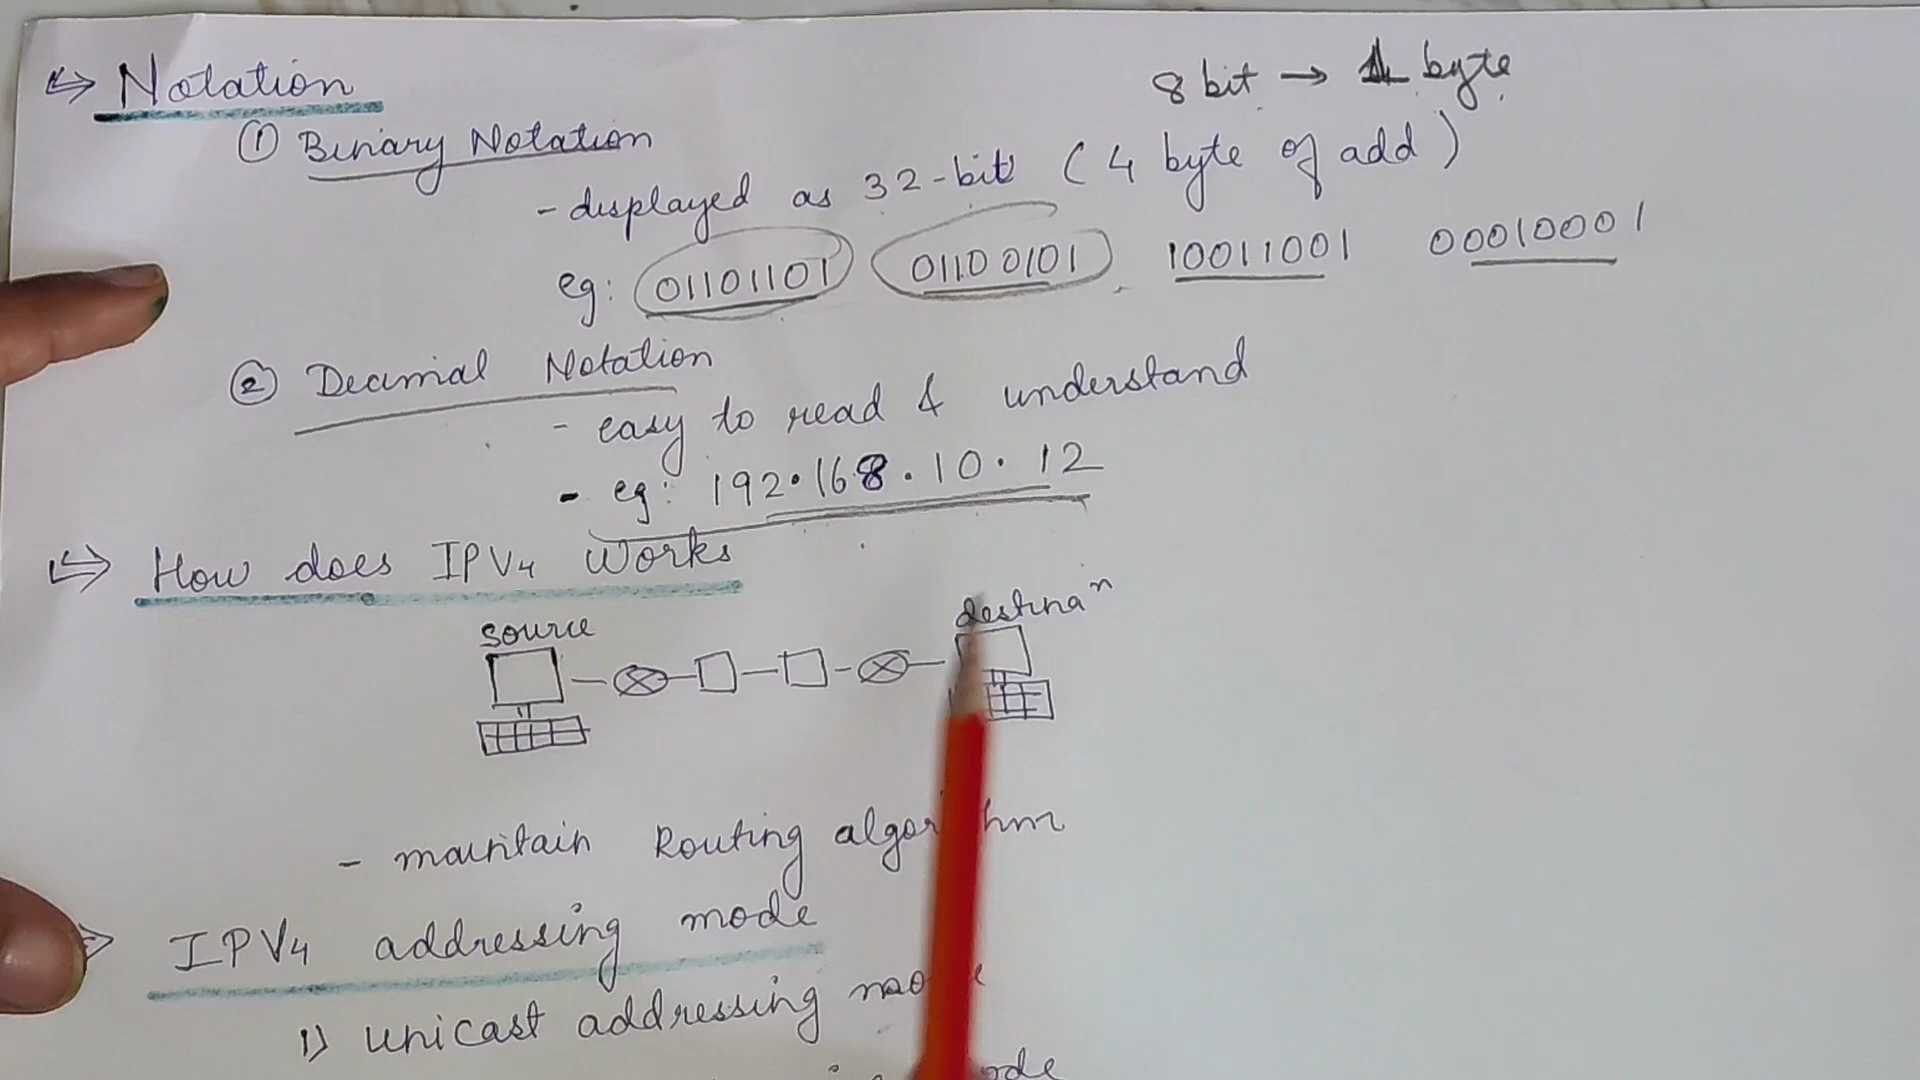 Notation
8 bit → 1 byte
① Binary Notation
- displayed as 32-bit (4 byte of add)
eg: 01101101 01100101 10011001 00010001
② Decimal Notation
- easy to read & understand
- eg: 192.168.10.12
How does IPV4 Works
source destinaⁿ
- maintain Routing algorithm
IPV4 addressing mode
1) unicast addressing mode